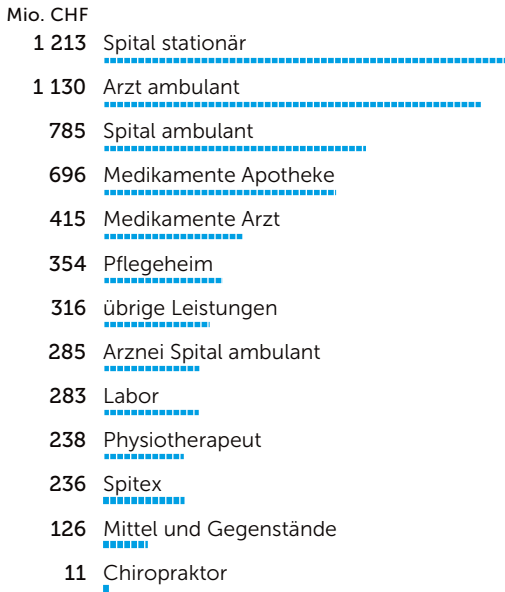 Mio. CHF
1 213 Spital stationär
1 130 Arzt ambulant
785 Spital ambulant
696 Medikamente Apotheke
415 Medikamente Arzt
354 Pflegeheim
316 übrige Leistungen
285 Arznei Spital ambulant
283 Labor
238 Physiotherapeut
236 Spitex
126 Mittel und Gegenstände
11 Chiropraktor